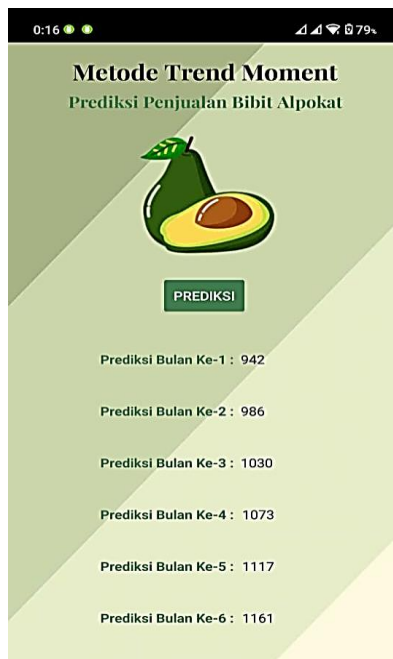 0:16 79%
Metode Trend Moment
Prediksi Penjualan Bibit Alpokat
PREDIKSI
Prediksi Bulan Ke-1 : 942
Prediksi Bulan Ke-2 : 986
Prediksi Bulan Ke-3 : 1030
Prediksi Bulan Ke-4 : 1073
Prediksi Bulan Ke-5 : 1117
Prediksi Bulan Ke-6 : 1161